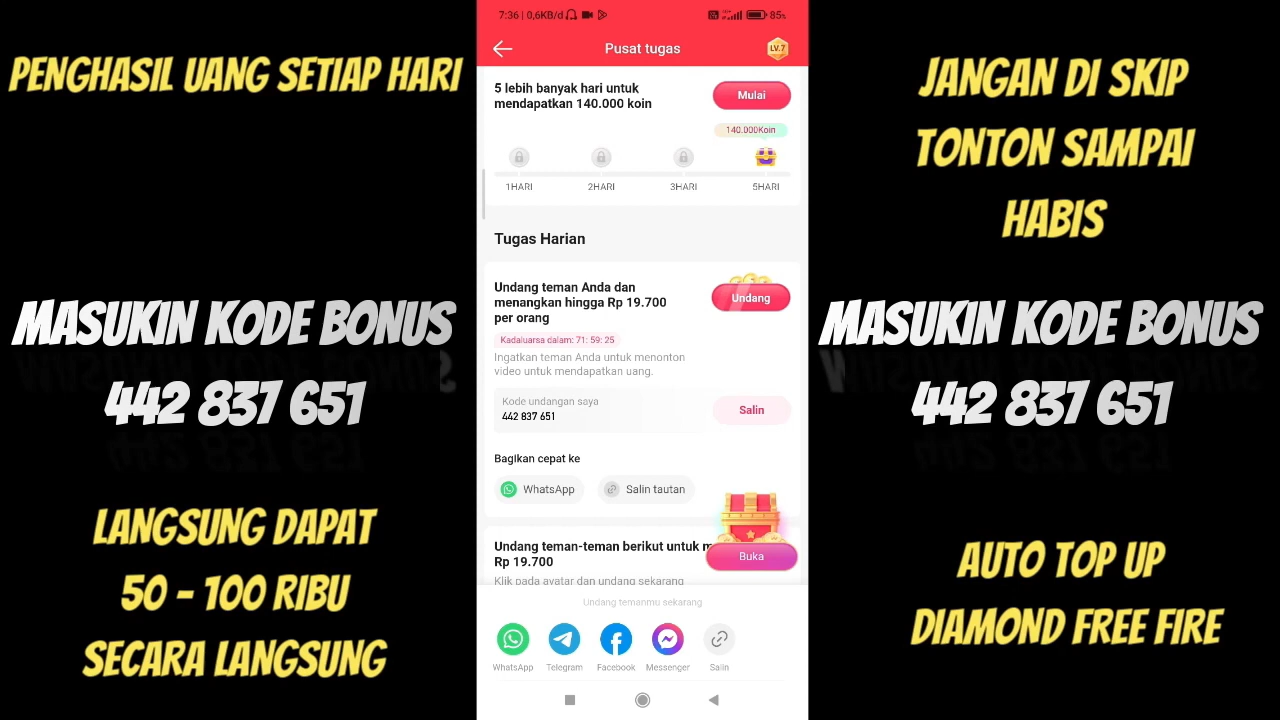 PENGHASIL UANG SETIAP HARI
MASUKIN KODE BONUS
442 837 651
LANGSUNG DAPAT
50 - 100 RIBU
SECARA LANGSUNG
7:36 | 0,6KB/d
85%
Pusat tugas
LV.7
5 lebih banyak hari untuk
mendapatkan 140.000 koin
Mulai
140.000Koin
1HARI 2HARI 3HARI 5HARI
Tugas Harian
Undang teman Anda dan
menangkan hingga Rp 19.700
per orang
Undang
Kadaluarsa dalam: 71: 59: 25
Ingatkan teman Anda untuk menonton
video untuk mendapatkan uang.
Kode undangan saya
442 837 651
Salin
Bagikan cepat ke
WhatsApp
Salin tautan
Undang teman-teman berikut untuk m
Rp 19.700
Buka
Klik pada avatar dan undang sekarang
Undang temanmu sekarang
WhatsApp Telegram Facebook Messenger Salin
JANGAN DI SKIP
TONTON SAMPAI
HABIS
MASUKIN KODE BONUS
442 837 651
AUTO TOP UP
DIAMOND FREE FIRE